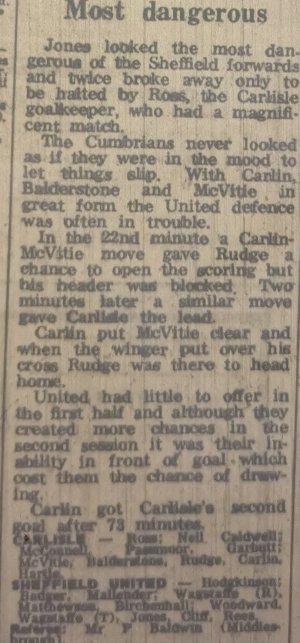 Most dangerous
Jones looked the most dan-
gerous of the Sheffield forwards
and twice broke away only to
be halted by Ross, the Carlisle
goalkeeper, who had a magnifi-
cent match.
The Cumbrians never looked
as if they were in the mood to
let things slip. With Carlin,
Balderstone and McVitie in
great form the United defence
was often in trouble.
In the 22nd minute a Carlin-
McVitie move gave Rudge a
chance to open the scoring but
his header was blocked. Two
minutes later a similar move
gave Carlisle the lead.
Carlin put McVitie clear and
when the winger put over his
cross Rudge was there to head
home.
United had little to offer in
the first half and although they
created more chances in the
second session it was their in-
ability in front of goal which
cost them the chance of draw-
ing.
Carlin got Carlisle's second
goal after 73 minutes.
CARLISLE — Ross; Neil Caldwell;
McConnell, Passmoor, Garbutt;
McVitie, Balderstone, Rudge, Carlin,
Hartle.
SHEFFIELD UNITED — Hodgkinson;
Badger, Mallender; Wagstaffe (R),
Matthewson, Birchenhall; Woodward,
Wagstaffe (T), Jones, Cliff, Rees.
Referee: Mr P Baldwin (Middles-
brough)